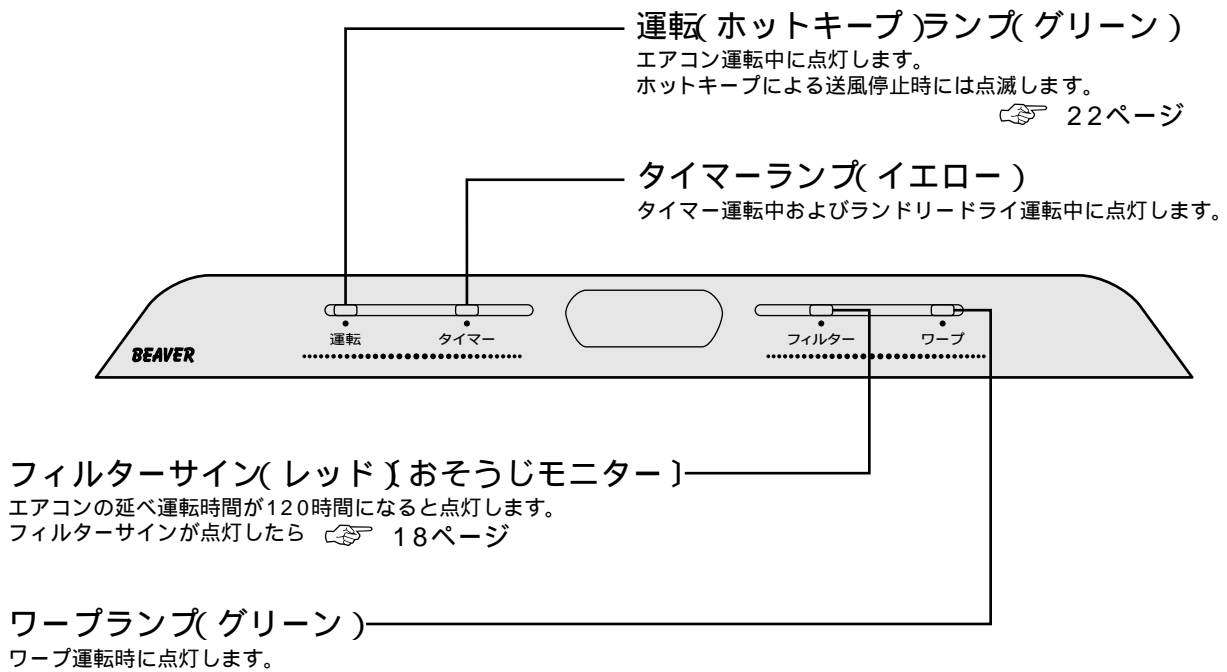 運転(ホットキープ)ランプ(グリーン)
エアコン運転中に点灯します。
ホットキープによる送風停止時には点滅します。
☞ 22ページ
タイマーランプ(イエロー)
タイマー運転中およびランドリードライ運転中に点灯します。
運転 タイマー フィルター ワープ
BEAVER
フィルターサイン(レッド)〔おそうじモニター〕
エアコンの延べ運転時間が120時間になると点灯します。
フィルターサインが点灯したら ☞ 18ページ
ワープランプ(グリーン)
ワープ運転時に点灯します。